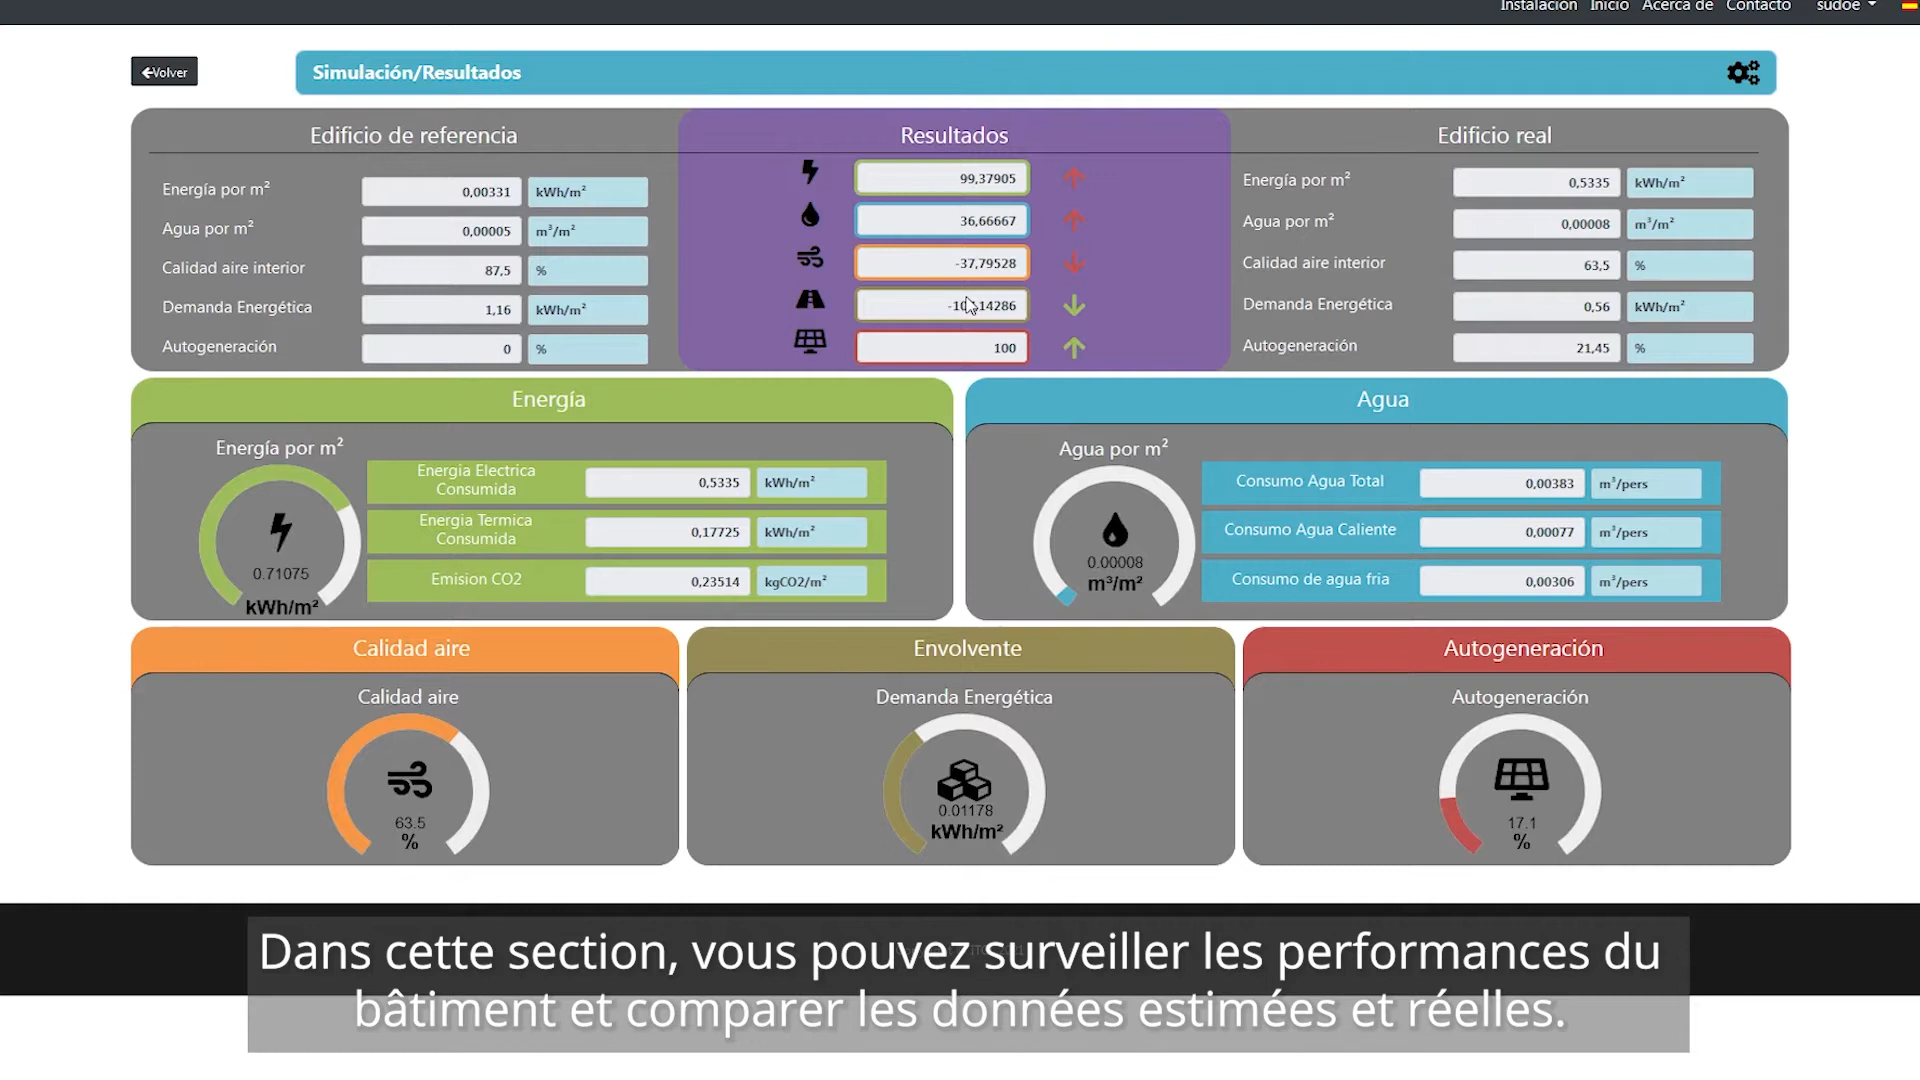 Instalación Inicio Acerca de Contacto sudoe
Volver
Simulación/Resultados
Edificio de referencia
Energía por m²
0,00331
kWh/m²
Agua por m²
0,00005
m³/m²
Calidad aire interior
87,5
%
Demanda Energética
1,16
kWh/m²
Autogeneración
0
%
Resultados
99,37905
36,66667
-37,79528
100
Edificio real
Energía por m²
0,5335
kWh/m²
Agua por m²
0,00008
m³/m²
Calidad aire interior
63,5
%
Demanda Energética
0,56
kWh/m²
Autogeneración
21,45
%
Energía
Energía por m²
0.71075
kWh/m²
Energia Electrica
Consumida
0,5335
kWh/m²
Energia Termica
Consumida
0,17725
kWh/m²
Emision CO2
0,23514
kgCO2/m²
Agua
Agua por m²
0.00008
m³/m²
Consumo Agua Total
0,00383
m³/pers
Consumo Agua Caliente
0,00077
m³/pers
Consumo de agua fria
0,00306
m³/pers
Calidad aire
Calidad aire
63.5
%
Envolvente
Demanda Energética
0.01178
kWh/m²
Autogeneración
Autogeneración
17.1
%
Dans cette section, vous pouvez surveiller les performances du
bâtiment et comparer les données estimées et réelles.